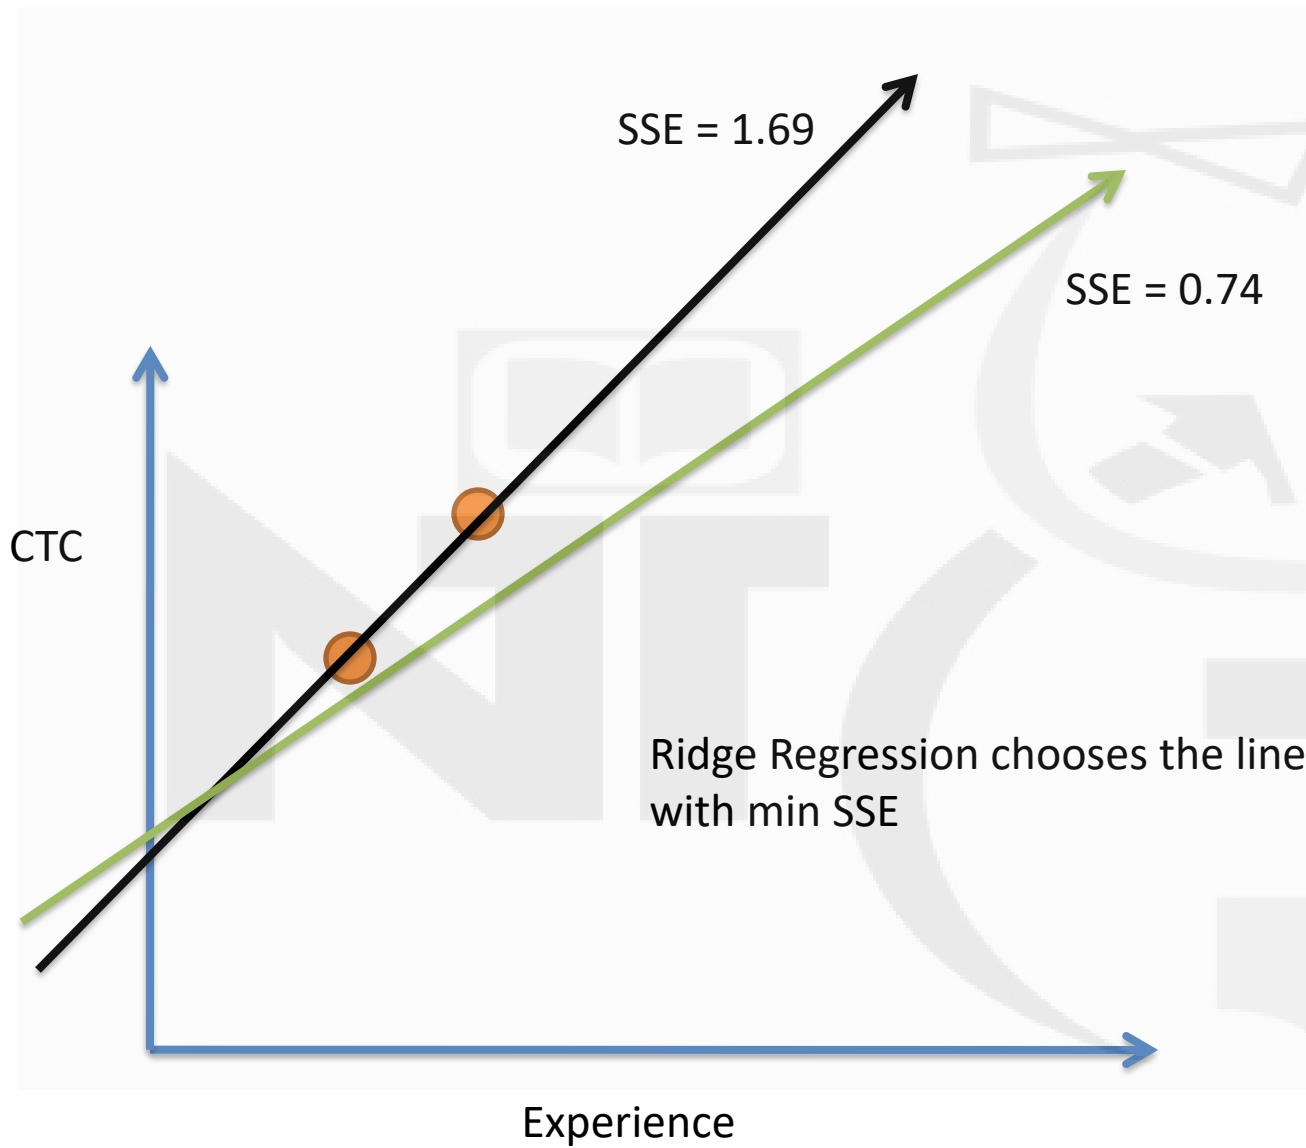 SSE = 1.69
SSE = 0.74
CTC
Ridge Regression chooses the line
with min SSE
Experience